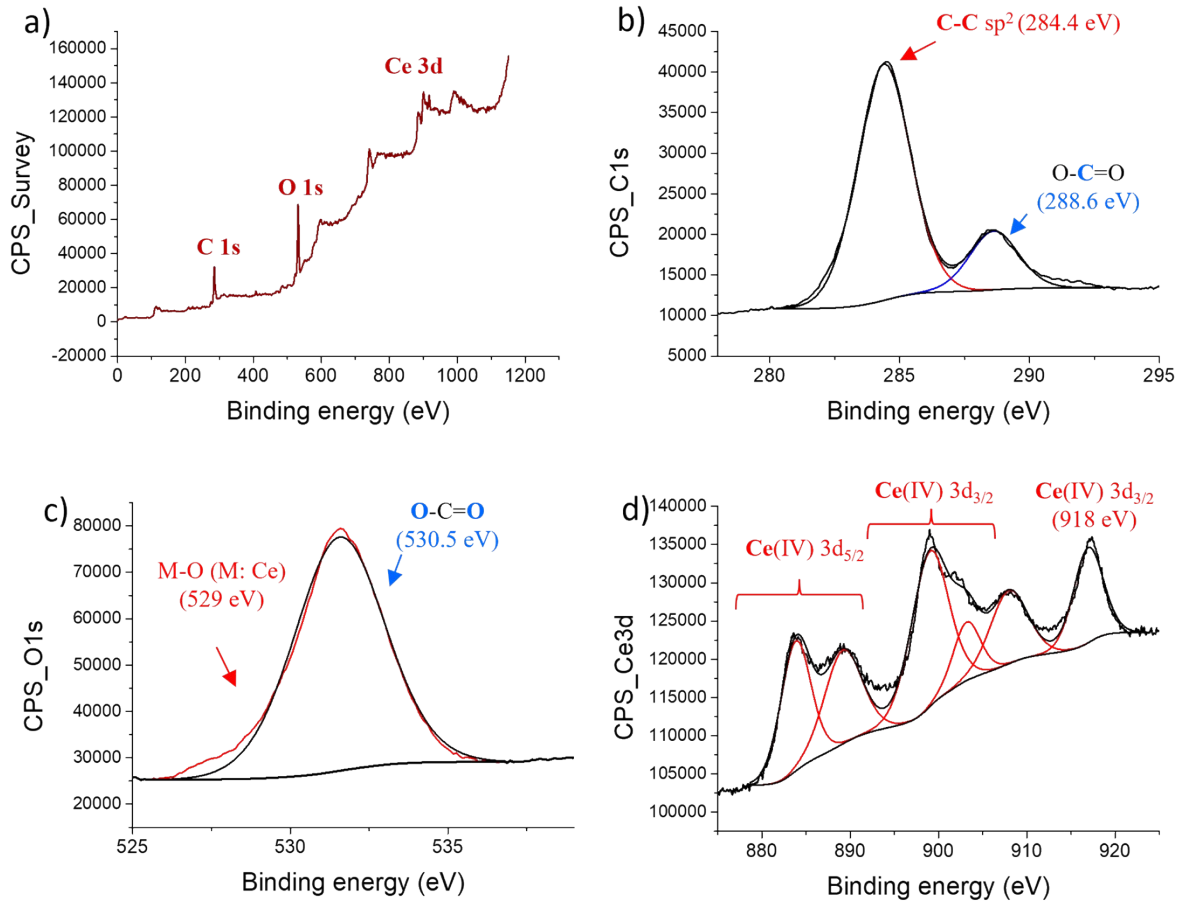 a)
160000
140000
120000
100000
80000
60000
40000
20000
0
-20000
CPS_Survey
C 1s
O 1s
Ce 3d
0 200 400 600 800 1000 1200
Binding energy (eV)
b)
C-C sp² (284.4 eV)
45000
40000
35000
30000
25000
20000
15000
10000
5000
CPS_C1s
O-C=O
(288.6 eV)
280 285 290 295
Binding energy (eV)
c)
80000
70000
60000
50000
40000
30000
20000
CPS_O1s
O-C=O
(530.5 eV)
M-O (M: Ce)
(529 eV)
525 530 535
Binding energy (eV)
d)
140000
135000
130000
125000
120000
115000
110000
105000
100000
CPS_Ce3d
Ce(IV) 3d₅/₂
Ce(IV) 3d₃/₂
Ce(IV) 3d₃/₂
(918 eV)
880 890 900 910 920
Binding energy (eV)